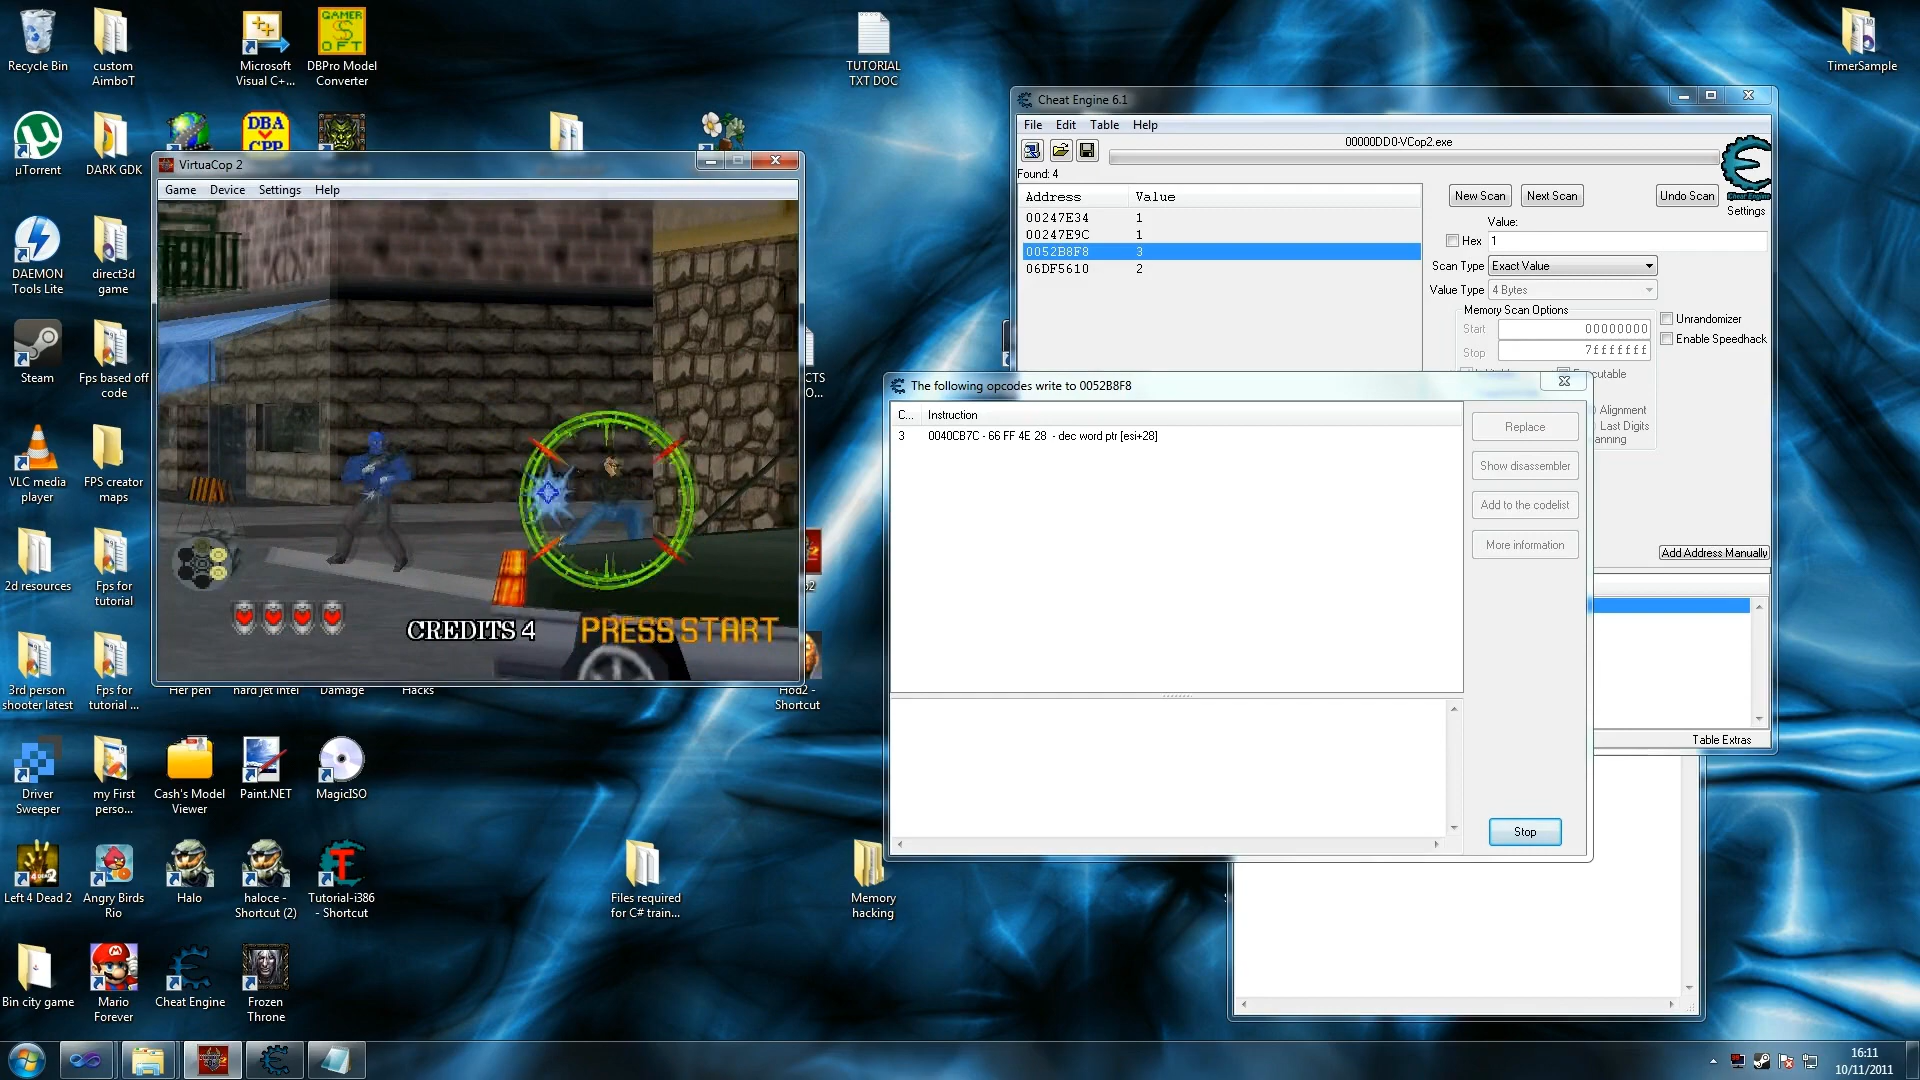 Recycle Bin
custom
AimboT
Microsoft
Visual C+...
GAMER
$
OFT
DBPro Model
Converter
TUTORIAL
TXT DOC
TimerSample
µTorrent
DARK GDK
DBA
CPP
DAEMON
Tools Lite
direct3d
game
Steam
Fps based off
code
VLC media
player
FPS creator
maps
2d resources
Fps for
tutorial
3rd person
shooter latest
Fps for
tutorial ...
Her pen
hard jet intel
Damage
Hacks
Hod2 -
Shortcut
Driver
Sweeper
my First
perso...
Cash's Model
Viewer
Paint.NET
MagicISO
Left 4 Dead 2
Angry Birds
Rio
Halo
haloce -
Shortcut (2)
Tutorial-i386
- Shortcut
Files required
for C# train...
Memory
hacking
Bin city game
Mario
Forever
Cheat Engine
Frozen
Throne
VirtuaCop 2
Game Device Settings Help
CREDITS 4
PRESS START
Cheat Engine 6.1
File Edit Table Help
00000DD0-VCop2.exe
Found: 4
Address Value
00247E34 1
00247E9C 1
0052B8F8 3
06DF5610 2
New Scan Next Scan Undo Scan
Settings
Value:
Hex 1
Scan Type Exact Value
Value Type 4 Bytes
Memory Scan Options
Start 00000000
Stop 7fffffff
Unrandomizer
Enable Speedhack
Alignment
Last Digits
Add Address Manually
Table Extras
The following opcodes write to 0052B8F8
C... Instruction
3 0040CB7C - 66 FF 4E 28 - dec word ptr [esi+28]
Replace
Show disassembler
Add to the codelist
More information
Stop
16:11
10/11/2011